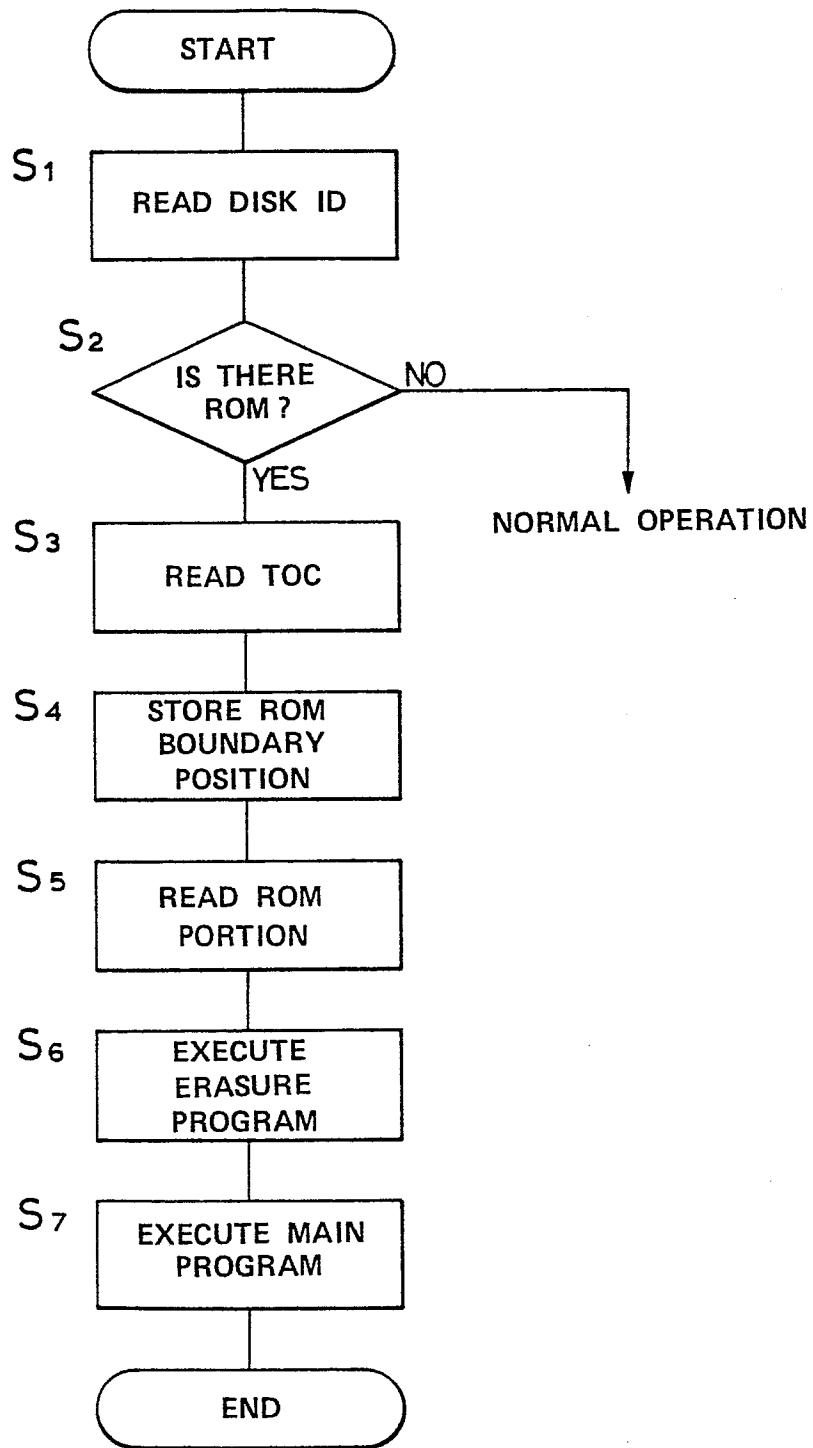 START
S1
READ DISK ID
S2
IS THERE
ROM?
NO
YES
NORMAL OPERATION
S3
READ TOC
S4
STORE ROM
BOUNDARY
POSITION
S5
READ ROM
PORTION
S6
EXECUTE
ERASURE
PROGRAM
S7
EXECUTE MAIN
PROGRAM
END